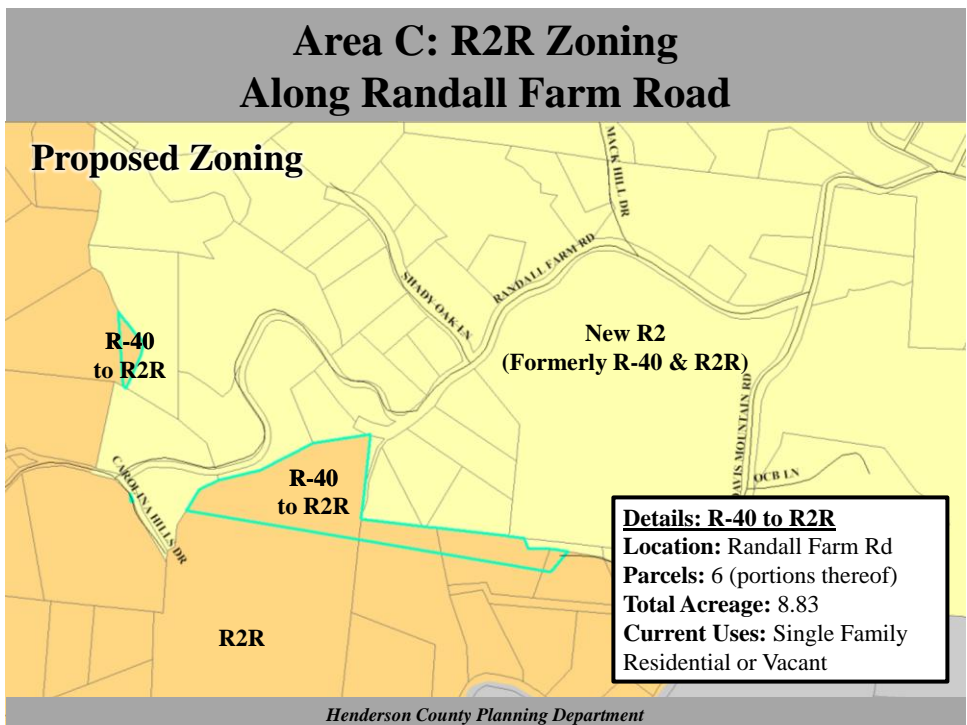 Area C: R2R Zoning
Along Randall Farm Road
Proposed Zoning
MACK HILL DR
RANDALL FARM RD
SHADY OAK LN
R-40
to R2R
New R2
(Formerly R-40 & R2R)
DAVIS MOUNTAIN RD
CAROLINA HILLS DR
R-40
to R2R
OCB LN
Details: R-40 to R2R
Location: Randall Farm Rd
Parcels: 6 (portions thereof)
Total Acreage: 8.83
Current Uses: Single Family
Residential or Vacant
R2R
Henderson County Planning Department